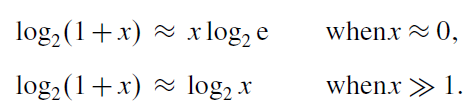 log₂(1+x) ≈ x log₂ e whenx ≈ 0,
log₂(1+x) ≈ log₂ x whenx ≫ 1.